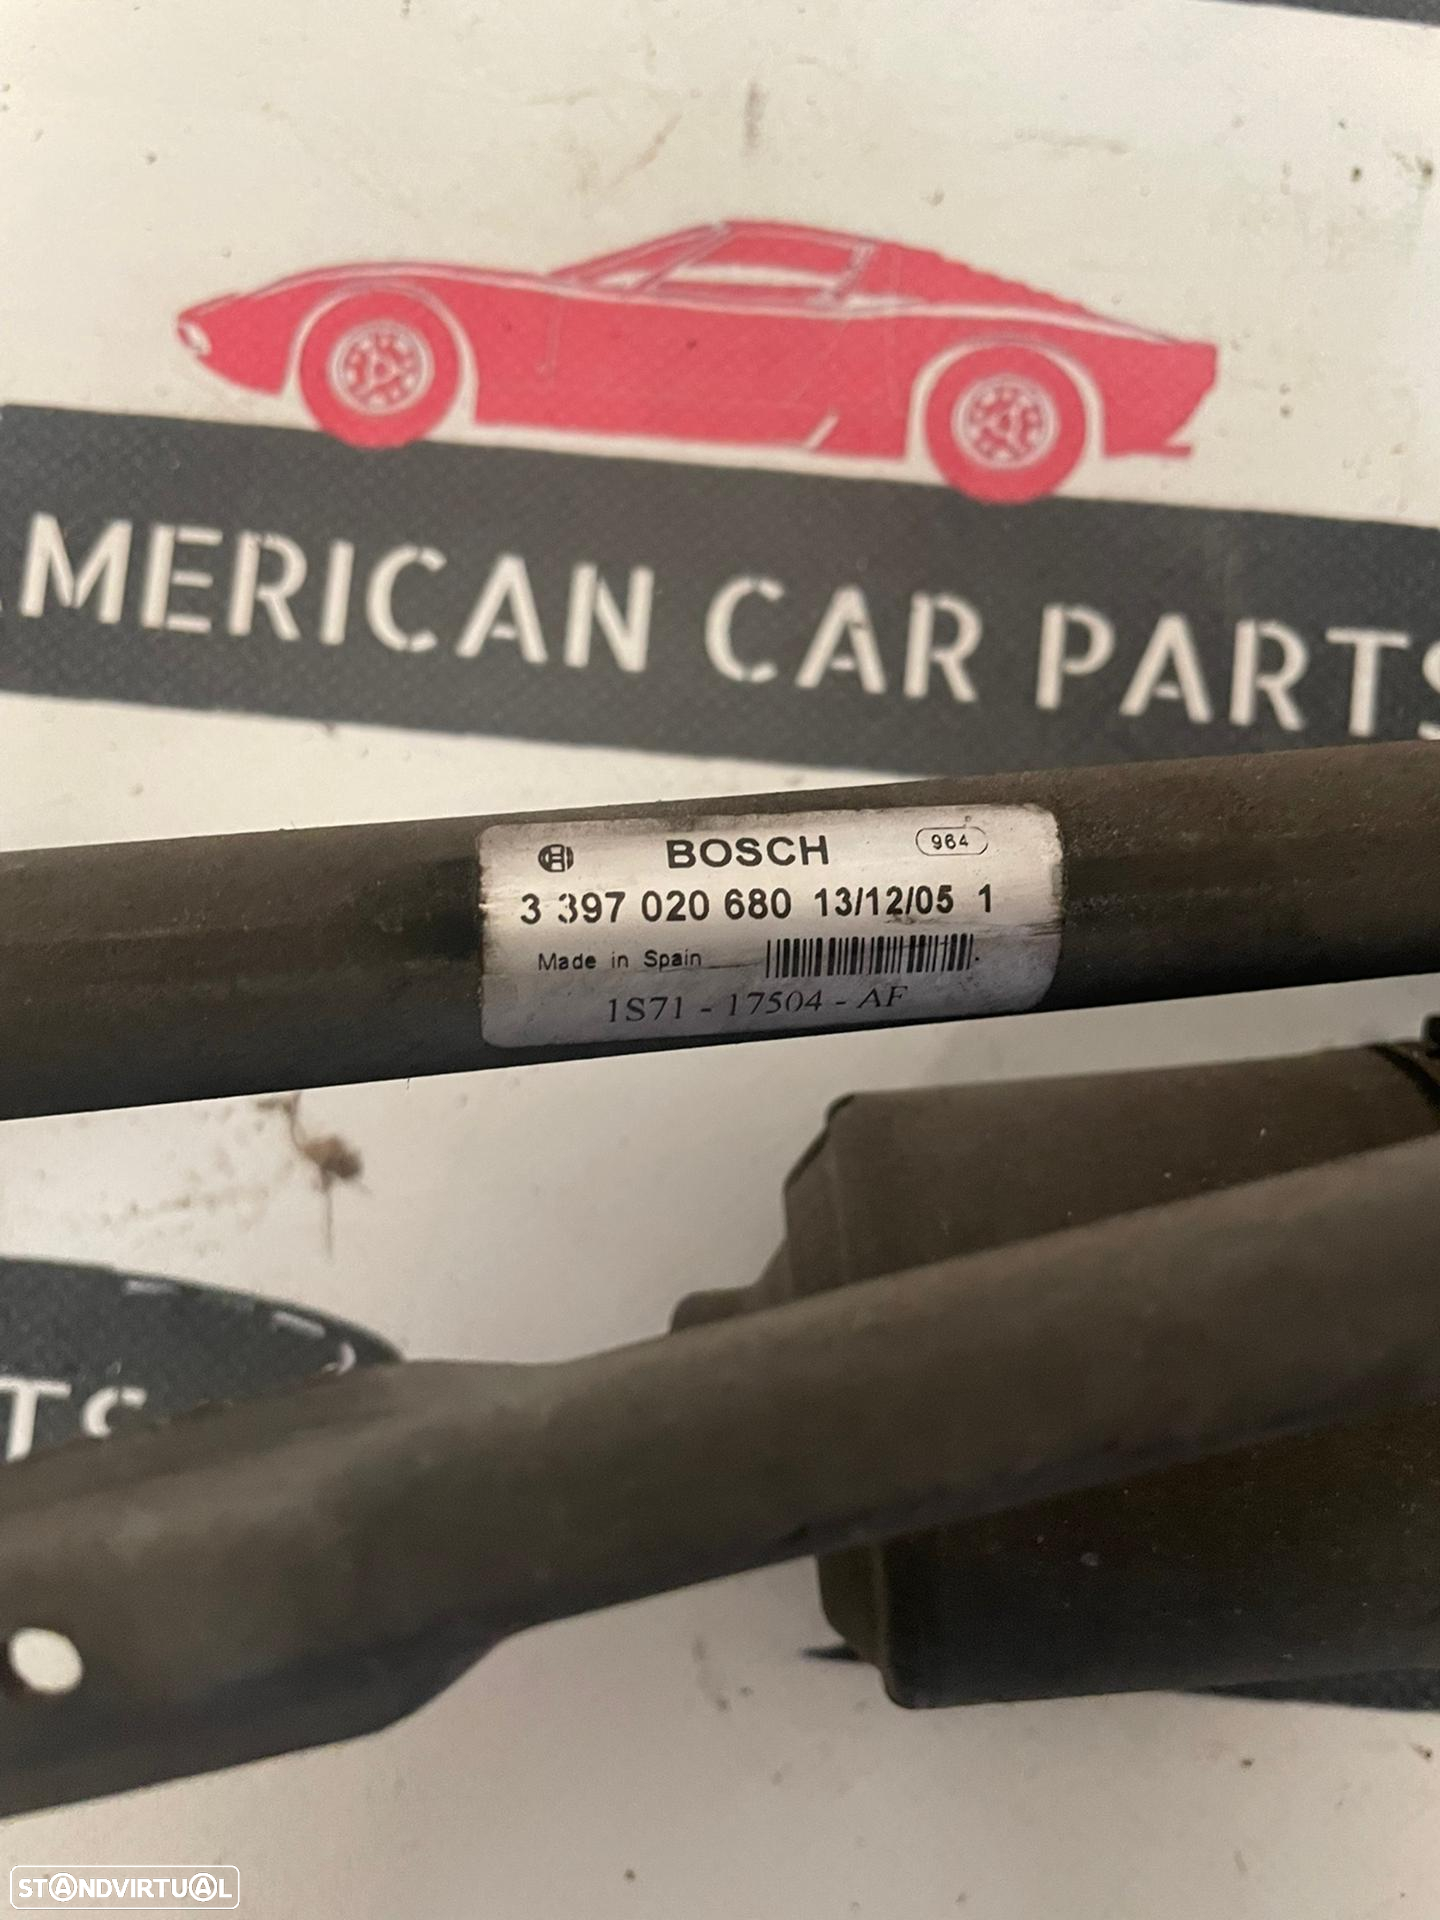 MERICAN CAR PARTS
BOSCH 964
3 397 020 680 13/12/05 1
Made in Spain
1S71 - 17504 - AF
TS
STANDVIRTUAL